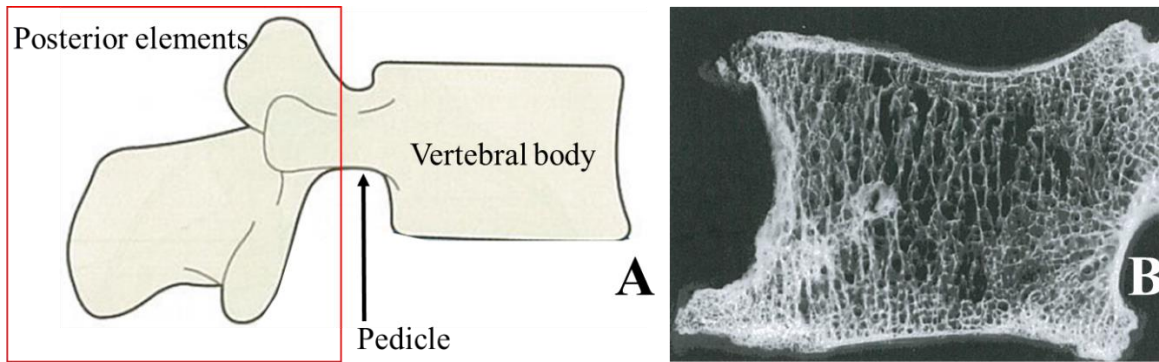 Posterior elements
Vertebral body
A
Pedicle
B